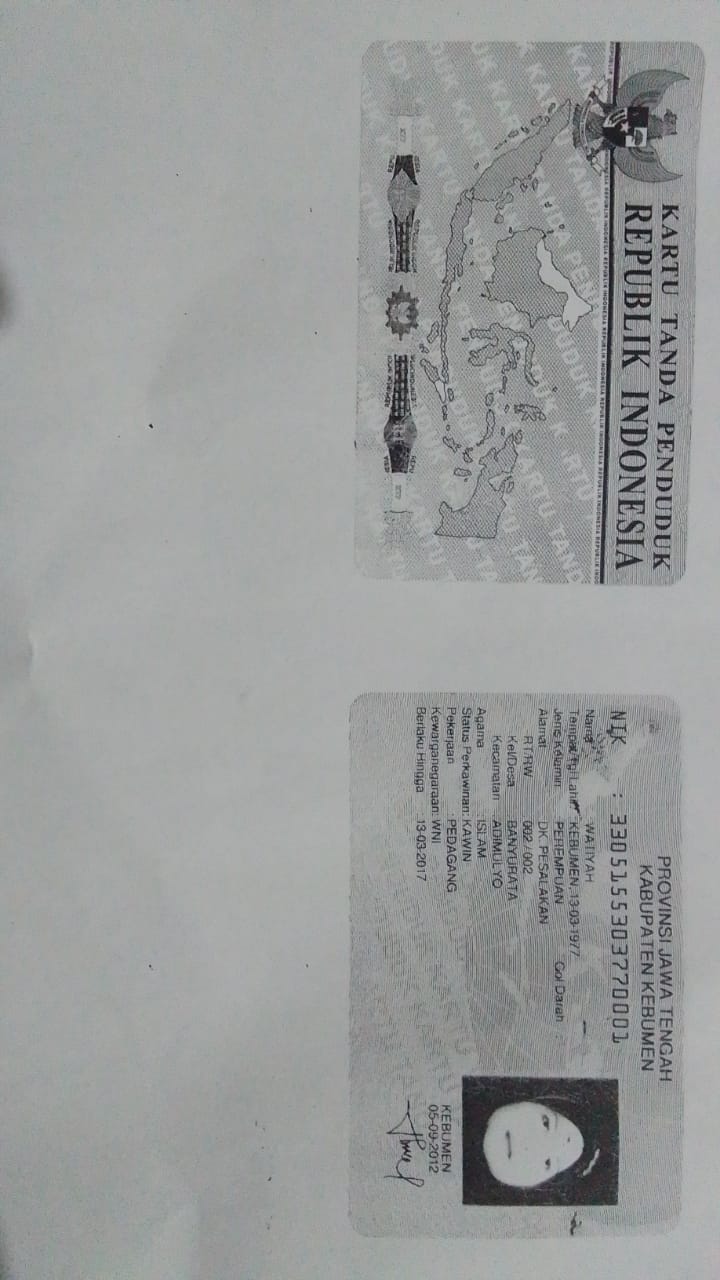 KARTU TANDA PENDUDUK
REPUBLIK INDONESIA
PROVINSI JAWA TENGAH
KABUPATEN KEBUMEN
NIK : 3305155303770001
Nama : WATIYAH
Tempat/Tgl Lahir : KEBUMEN, 13-03-1977
Jenis Kelamin : PEREMPUAN Gol Darah :
Alamat : DK. PESALAKAN
RT/RW : 002 / 002
Kel/Desa : BANYURATA
Kecamatan : ADIMULYO
Agama : ISLAM
Status Perkawinan: KAWIN
Pekerjaan : PEDAGANG
Kewarganegaraan: WNI
Berlaku Hingga : 13-03-2017
KEBUMEN
05-09-2012